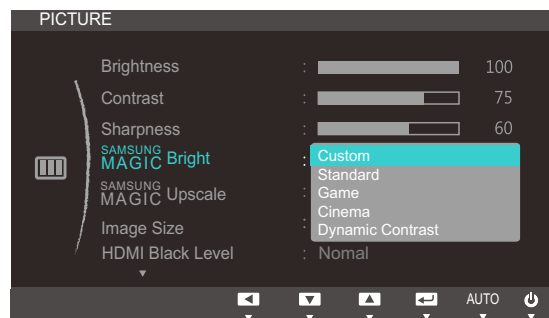 PICTURE
Brightness : 100
Contrast : 75
Sharpness : 60
SAMSUNG
MAGIC Bright :
Custom
Standard
SAMSUNG
MAGIC Upscale :
Game
Cinema
Image Size :
Dynamic Contrast
HDMI Black Level : Nomal
AUTO